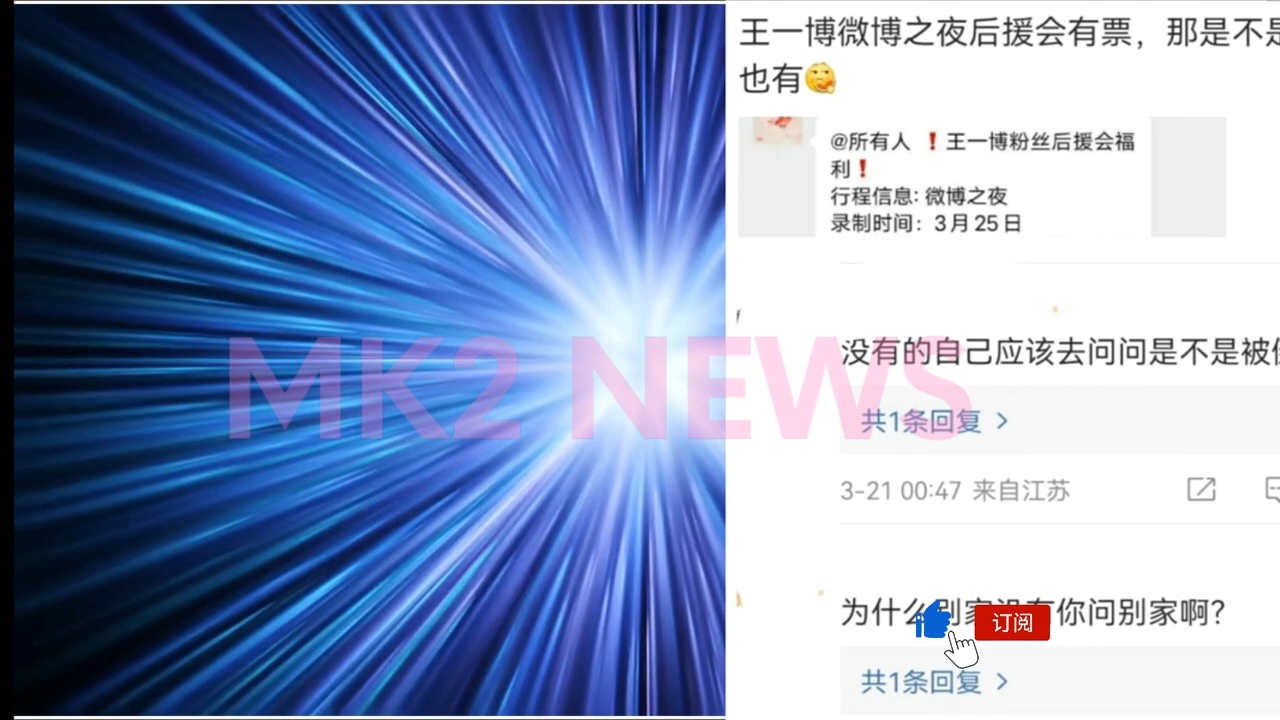 王一博微博之夜后援会有票，那是不是
也有
@所有人 ❗王一博粉丝后援会福
利❗
行程信息: 微博之夜
录制时间：3月25日
MK2 NEWS
没有的自己应该去问问是不是被
共1条回复 >
3-21 00:47 来自江苏
为什么别家没有你问别家啊？
订阅
共1条回复 >